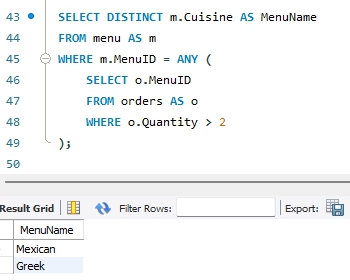 43 SELECT DISTINCT m.Cuisine AS MenuName
44 FROM menu AS m
45 WHERE m.MenuID = ANY (
46 SELECT o.MenuID
47 FROM orders AS o
48 WHERE o.Quantity > 2
49 );
50
Result Grid Filter Rows: Export:
MenuName
Mexican
Greek